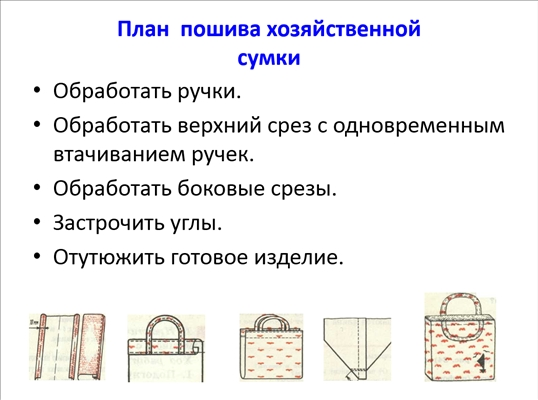 План пошива хозяйственной
сумки
• Обработать ручки.
• Обработать верхний срез с одновременным
втачиванием ручек.
• Обработать боковые срезы.
• Застрочить углы.
• Отутюжить готовое изделие.